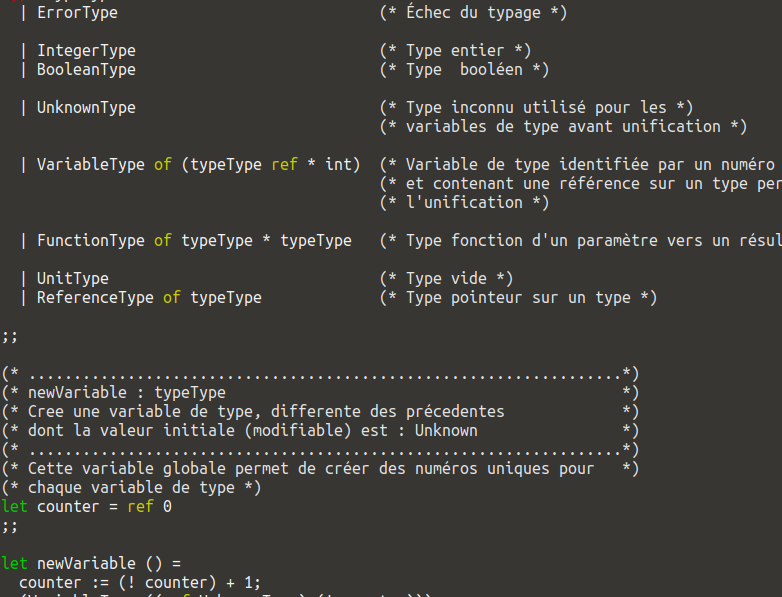 | ErrorType (* Échec du typage *)
| IntegerType (* Type entier *)
| BooleanType (* Type booléen *)
| UnknownType (* Type inconnu utilisé pour les *)
(* variables de type avant unification *)
| VariableType of (typeType ref * int) (* Variable de type identifiée par un numéro
(* et contenant une référence sur un type per
(* l'unification *)
| FunctionType of typeType * typeType (* Type fonction d'un paramètre vers un résul
| UnitType (* Type vide *)
| ReferenceType of typeType (* Type pointeur sur un type *)
;;
(* ..................................................................*)
(* newVariable : typeType *)
(* Cree une variable de type, differente des précedentes *)
(* dont la valeur initiale (modifiable) est : Unknown *)
(* ..................................................................*)
(* Cette variable globale permet de créer des numéros uniques pour *)
(* chaque variable de type *)
let counter = ref 0
;;
let newVariable () =
counter := (! counter) + 1;